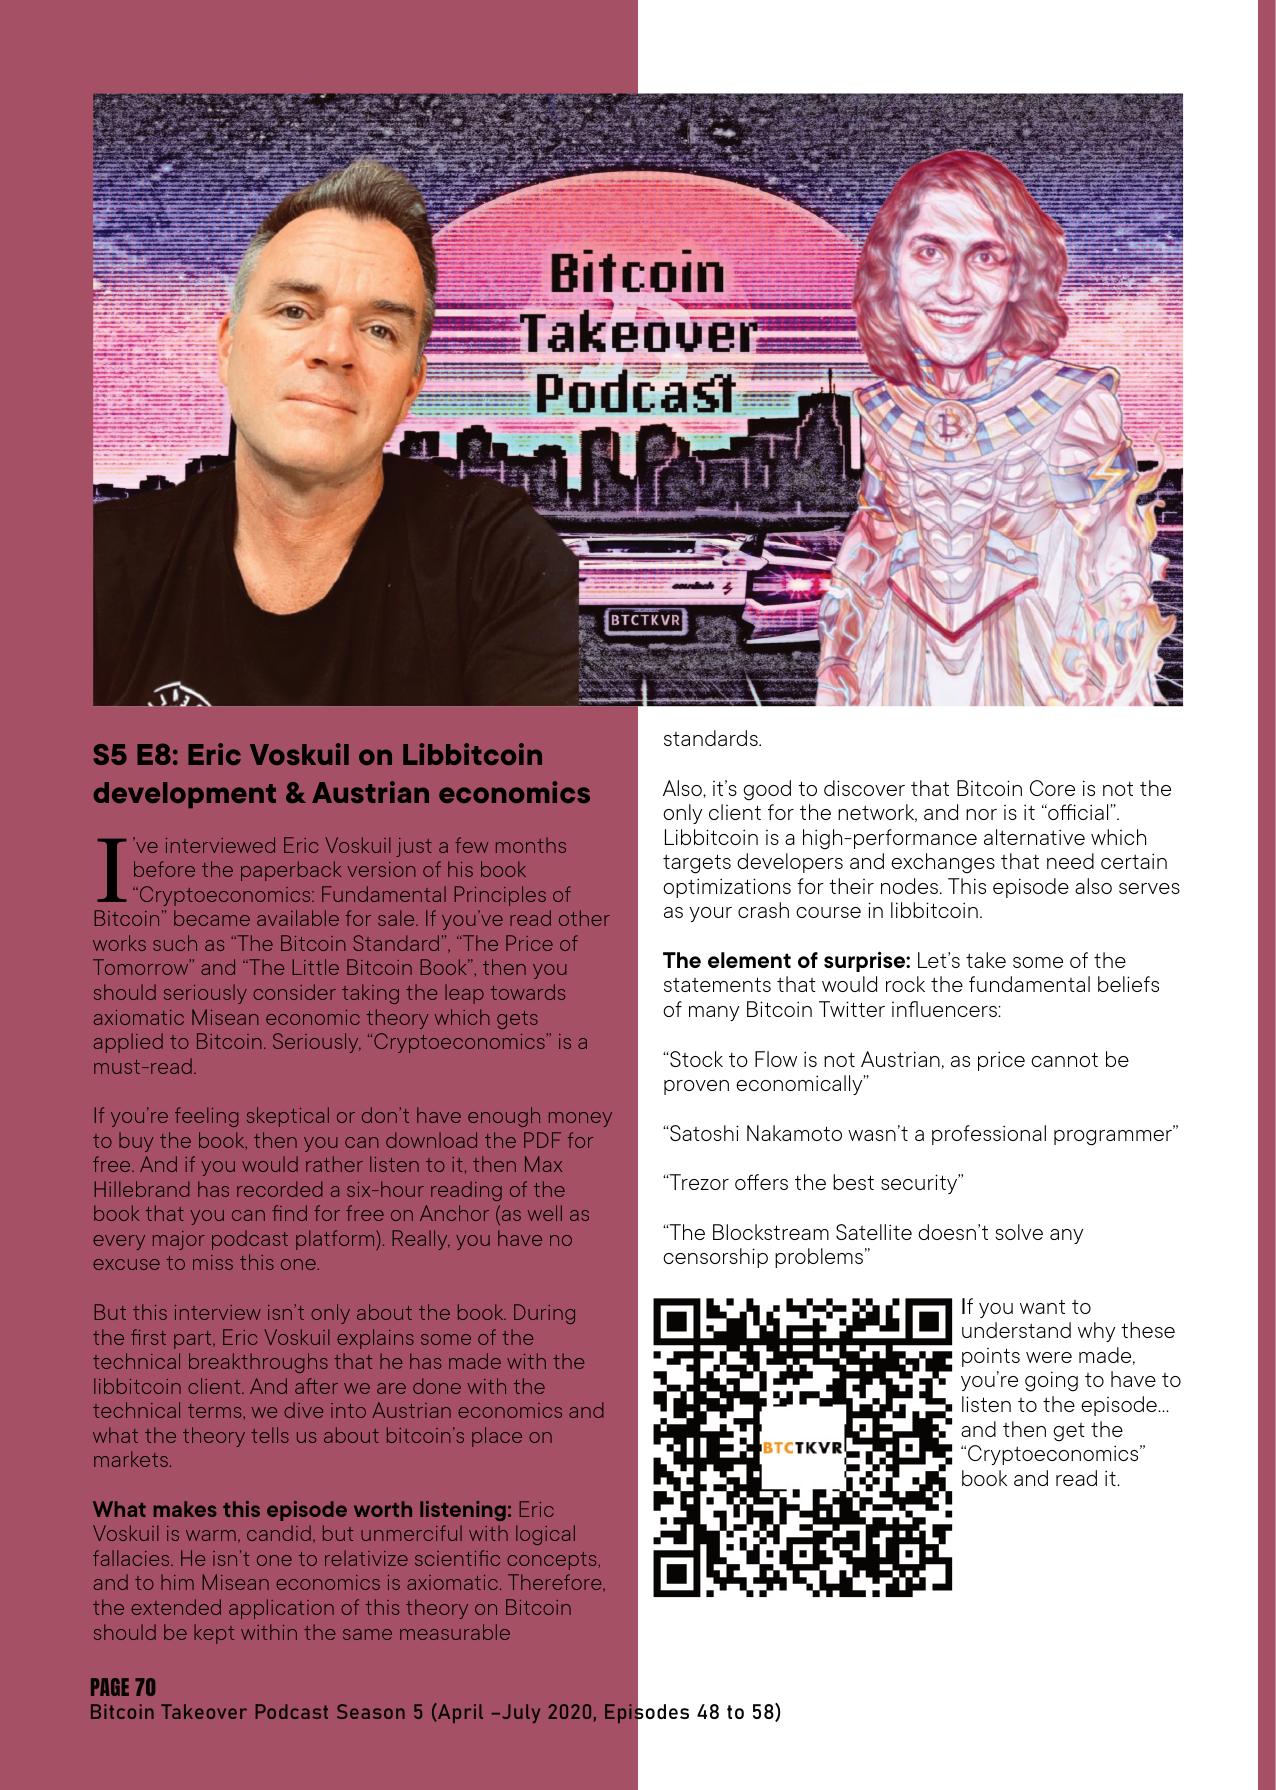 Bitcoin
Takeover
Podcast
countach
BTCTKVR
S5 E8: Eric Voskuil on Libbitcoin
development & Austrian economics
I've interviewed Eric Voskuil just a few months
before the paperback version of his book
“Cryptoeconomics: Fundamental Principles of
Bitcoin” became available for sale. If you’ve read other
works such as “The Bitcoin Standard”, “The Price of
Tomorrow” and “The Little Bitcoin Book”, then you
should seriously consider taking the leap towards
axiomatic Misean economic theory which gets
applied to Bitcoin. Seriously, “Cryptoeconomics” is a
must-read.
If you’re feeling skeptical or don’t have enough money
to buy the book, then you can download the PDF for
free. And if you would rather listen to it, then Max
Hillebrand has recorded a six-hour reading of the
book that you can find for free on Anchor (as well as
every major podcast platform). Really, you have no
excuse to miss this one.
But this interview isn’t only about the book. During
the first part, Eric Voskuil explains some of the
technical breakthroughs that he has made with the
libbitcoin client. And after we are done with the
technical terms, we dive into Austrian economics and
what the theory tells us about bitcoin’s place on
markets.
What makes this episode worth listening: Eric
Voskuil is warm, candid, but unmerciful with logical
fallacies. He isn’t one to relativize scientific concepts,
and to him Misean economics is axiomatic. Therefore,
the extended application of this theory on Bitcoin
should be kept within the same measurable
standards.
Also, it’s good to discover that Bitcoin Core is not the
only client for the network, and nor is it “official”.
Libbitcoin is a high-performance alternative which
targets developers and exchanges that need certain
optimizations for their nodes. This episode also serves
as your crash course in libbitcoin.
The element of surprise: Let’s take some of the
statements that would rock the fundamental beliefs
of many Bitcoin Twitter influencers:
“Stock to Flow is not Austrian, as price cannot be
proven economically”
“Satoshi Nakamoto wasn’t a professional programmer”
“Trezor offers the best security”
“The Blockstream Satellite doesn’t solve any
censorship problems”
BTCTKVR
If you want to
understand why these
points were made,
you’re going to have to
listen to the episode...
and then get the
“Cryptoeconomics”
book and read it.
PAGE 70
Bitcoin Takeover Podcast Season 5 (April –July 2020, Episodes 48 to 58)